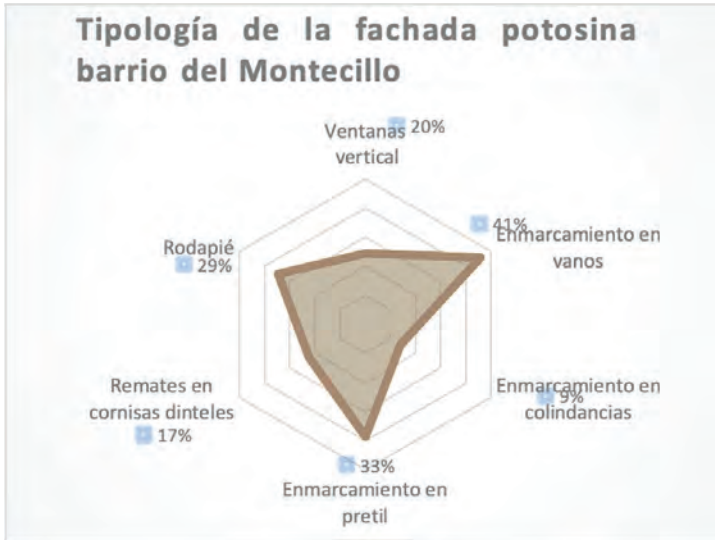 Tipología de la fachada potosina
barrio del Montecillo
Ventanas
vertical
20%
41%
Enmarcamiento en
vanos
Enmarcamiento en
colindancias
9%
33%
Enmarcamiento en
pretil
Remates en
cornisas dinteles
17%
Rodapié
29%